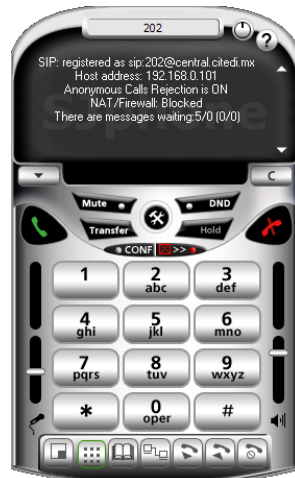 202
?
SIP: registered as sip:202@central.citedi.mx
Host address: 192.168.0.101
Anonymous Calls Rejection is ON
NAT/Firewall: Blocked
There are messages waiting:5/0 (0/0)
SJphone
C
Mute
DND
Transfer
Hold
CONF >>
1
2
abc
3
def
4
ghi
5
jkl
6
mno
7
pqrs
8
tuv
9
wxyz
*
0
oper
#